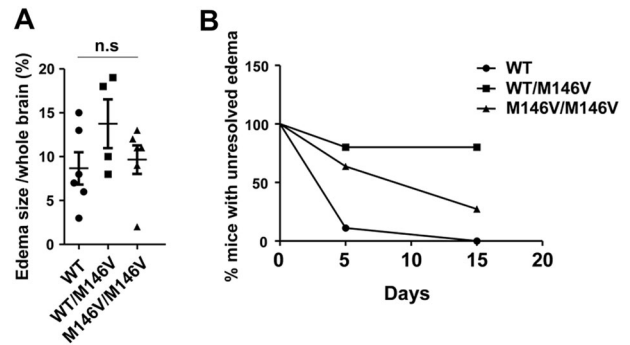 A
n.s
Edema size /whole brain (%)
20
15
10
5
0
WT
WT/M146V
M146V/M146V
B
% mice with unresolved edema
150
100
50
0
0
5
10
15
20
Days
WT
WT/M146V
M146V/M146V